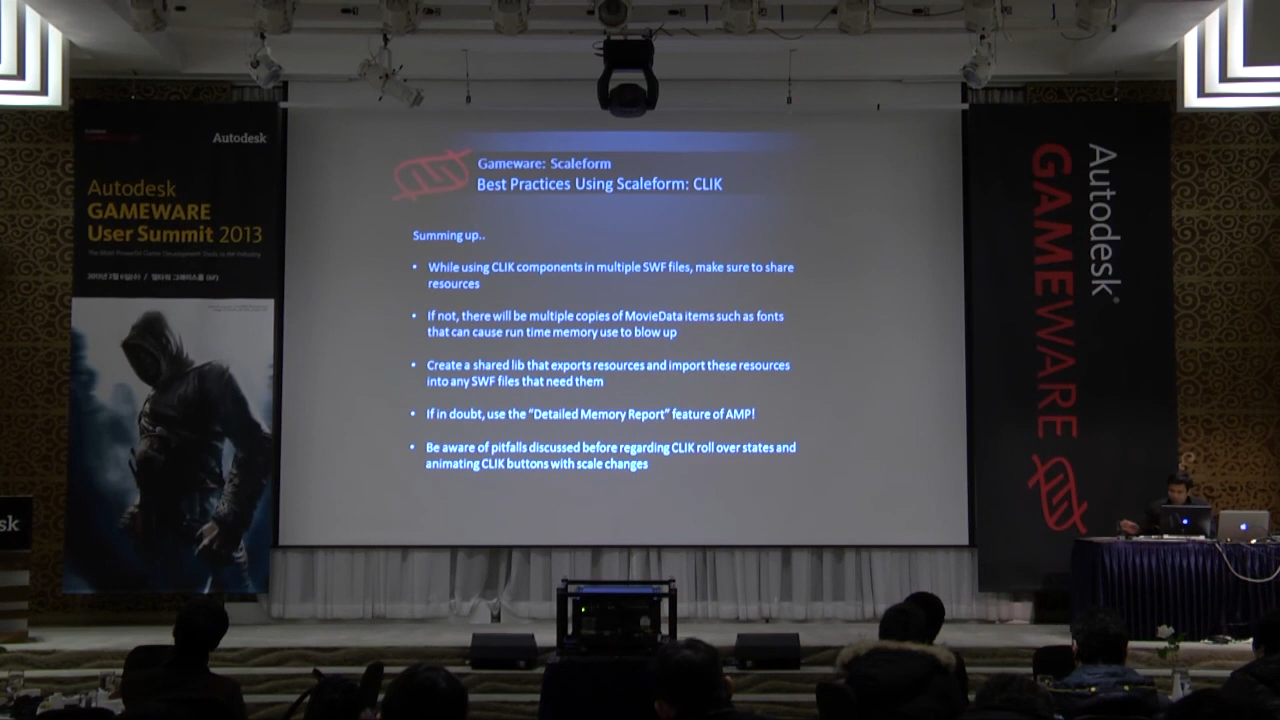 Autodesk
Autodesk
GAMEWARE
User Summit 2013
Gameware: Scaleform
Best Practices Using Scaleform: CLIK
Summing up..
• While using CLIK components in multiple SWF files, make sure to share
resources
• If not, there will be multiple copies of MovieData items such as fonts
that can cause run time memory use to blow up
• Create a shared lib that exports resources and import these resources
into any SWF files that need them
• If in doubt, use the “Detailed Memory Report” feature of AMP!
• Be aware of pitfalls discussed before regarding CLIK roll over states and
animating CLIK buttons with scale changes
Autodesk®
GAMEWARE
sk